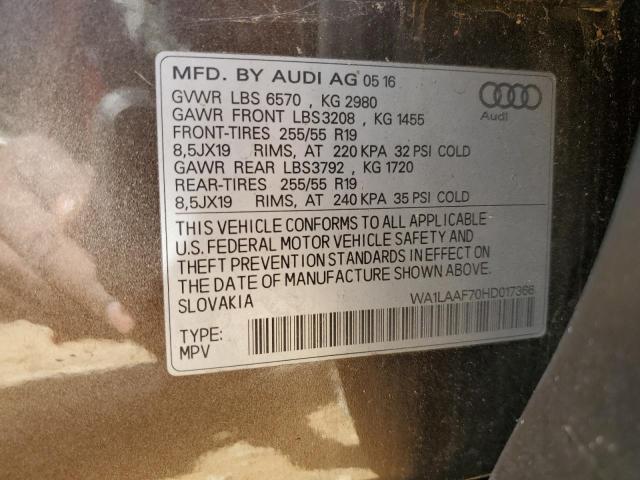 MFD. BY AUDI AG 05 16
GVWR LBS 6570 , KG 2980
GAWR FRONT LBS3208 , KG 1455
FRONT-TIRES 255/55 R19
8,5JX19 RIMS, AT 220 KPA 32 PSI COLD
GAWR REAR LBS3792 , KG 1720
REAR-TIRES 255/55 R19
8,5JX19 RIMS, AT 240 KPA 35 PSI COLD
Audi
THIS VEHICLE CONFORMS TO ALL APPLICABLE
U.S. FEDERAL MOTOR VEHICLE SAFETY AND
THEFT PREVENTION STANDARDS IN EFFECT ON
THE DATE OF MANUFACTURE SHOWN ABOVE.
SLOVAKIA
WA1LAAF70HD017366
TYPE:
MPV